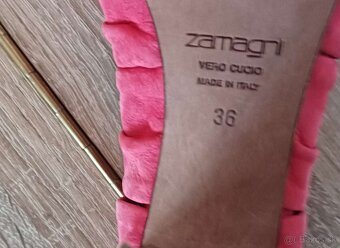 zamagni
VERO CUOIO
MADE IN ITALY
36